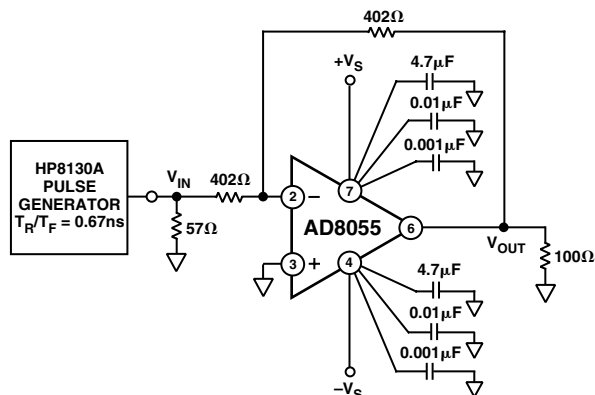 402Ω
4.7µF
+VS
0.01µF
0.001µF
HP8130A
PULSE
GENERATOR
TR/TF = 0.67ns
VIN
402Ω
57Ω
2
–
7
AD8055
6
3
+
4
VOUT
100Ω
4.7µF
0.01µF
0.001µF
–VS